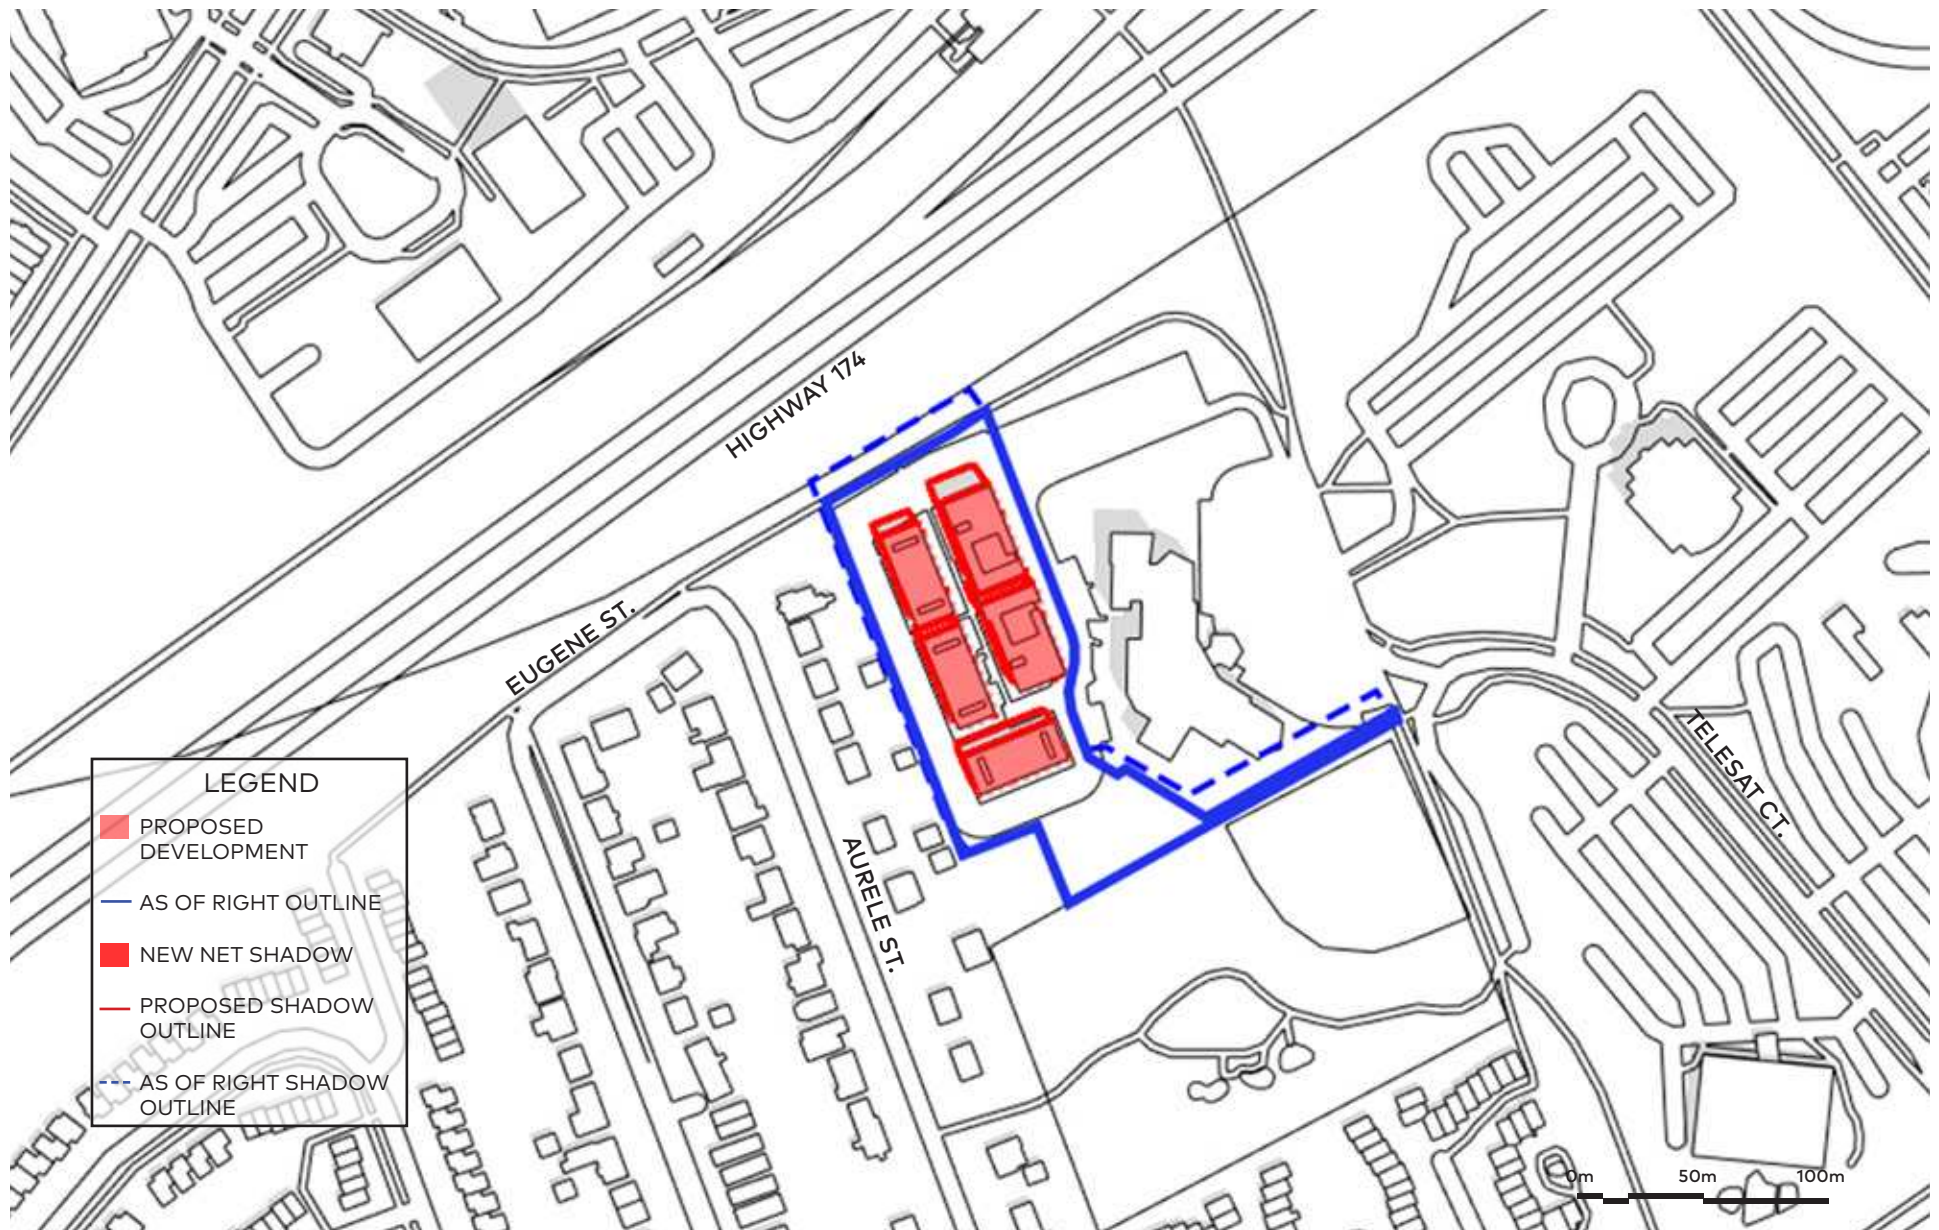 HIGHWAY 174
EUGENE ST.
AURELE ST.
TELESAT CT.
LEGEND
PROPOSED
DEVELOPMENT
AS OF RIGHT OUTLINE
NEW NET SHADOW
PROPOSED SHADOW
OUTLINE
AS OF RIGHT SHADOW
OUTLINE
0m 50m 100m